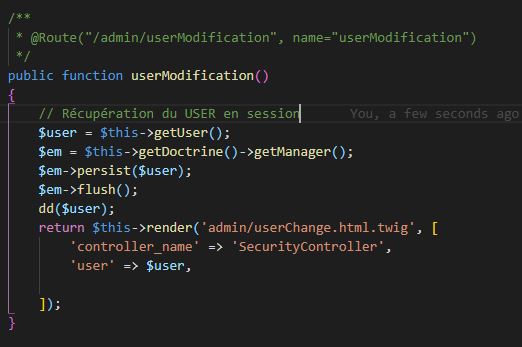 /**
 * @Route("/admin/userModification", name="userModification")
 */
public function userModification()
{
    // Récupération du USER en session    You, a few seconds ago
    $user = $this->getUser();
    $em = $this->getDoctrine()->getManager();
    $em->persist($user);
    $em->flush();
    dd($user);
    return $this->render('admin/userChange.html.twig', [
        'controller_name' => 'SecurityController',
        'user' => $user,
    ]);
}